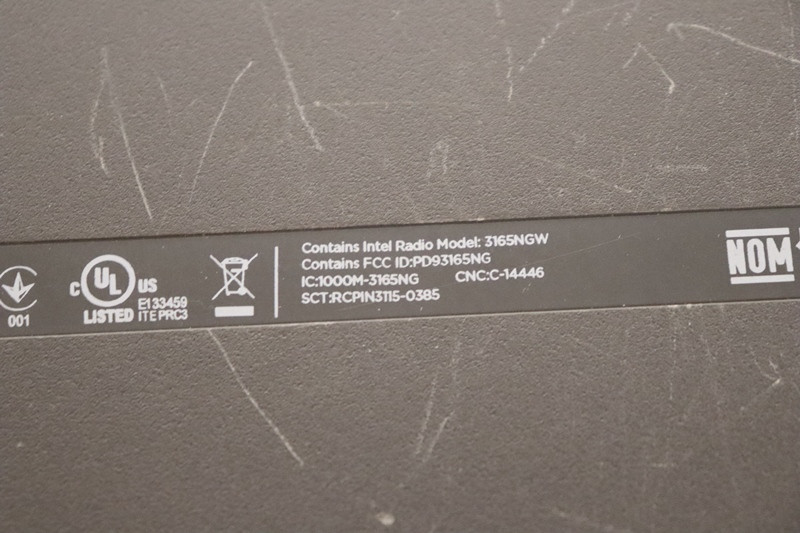 001
c UL US
LISTED
E133459
ITE PRC3
Contains Intel Radio Model: 3165NGW
Contains FCC ID:PD93165NG
IC:1000M-3165NG CNC:C-14446
SCT:RCPIN3115-0385
NOM